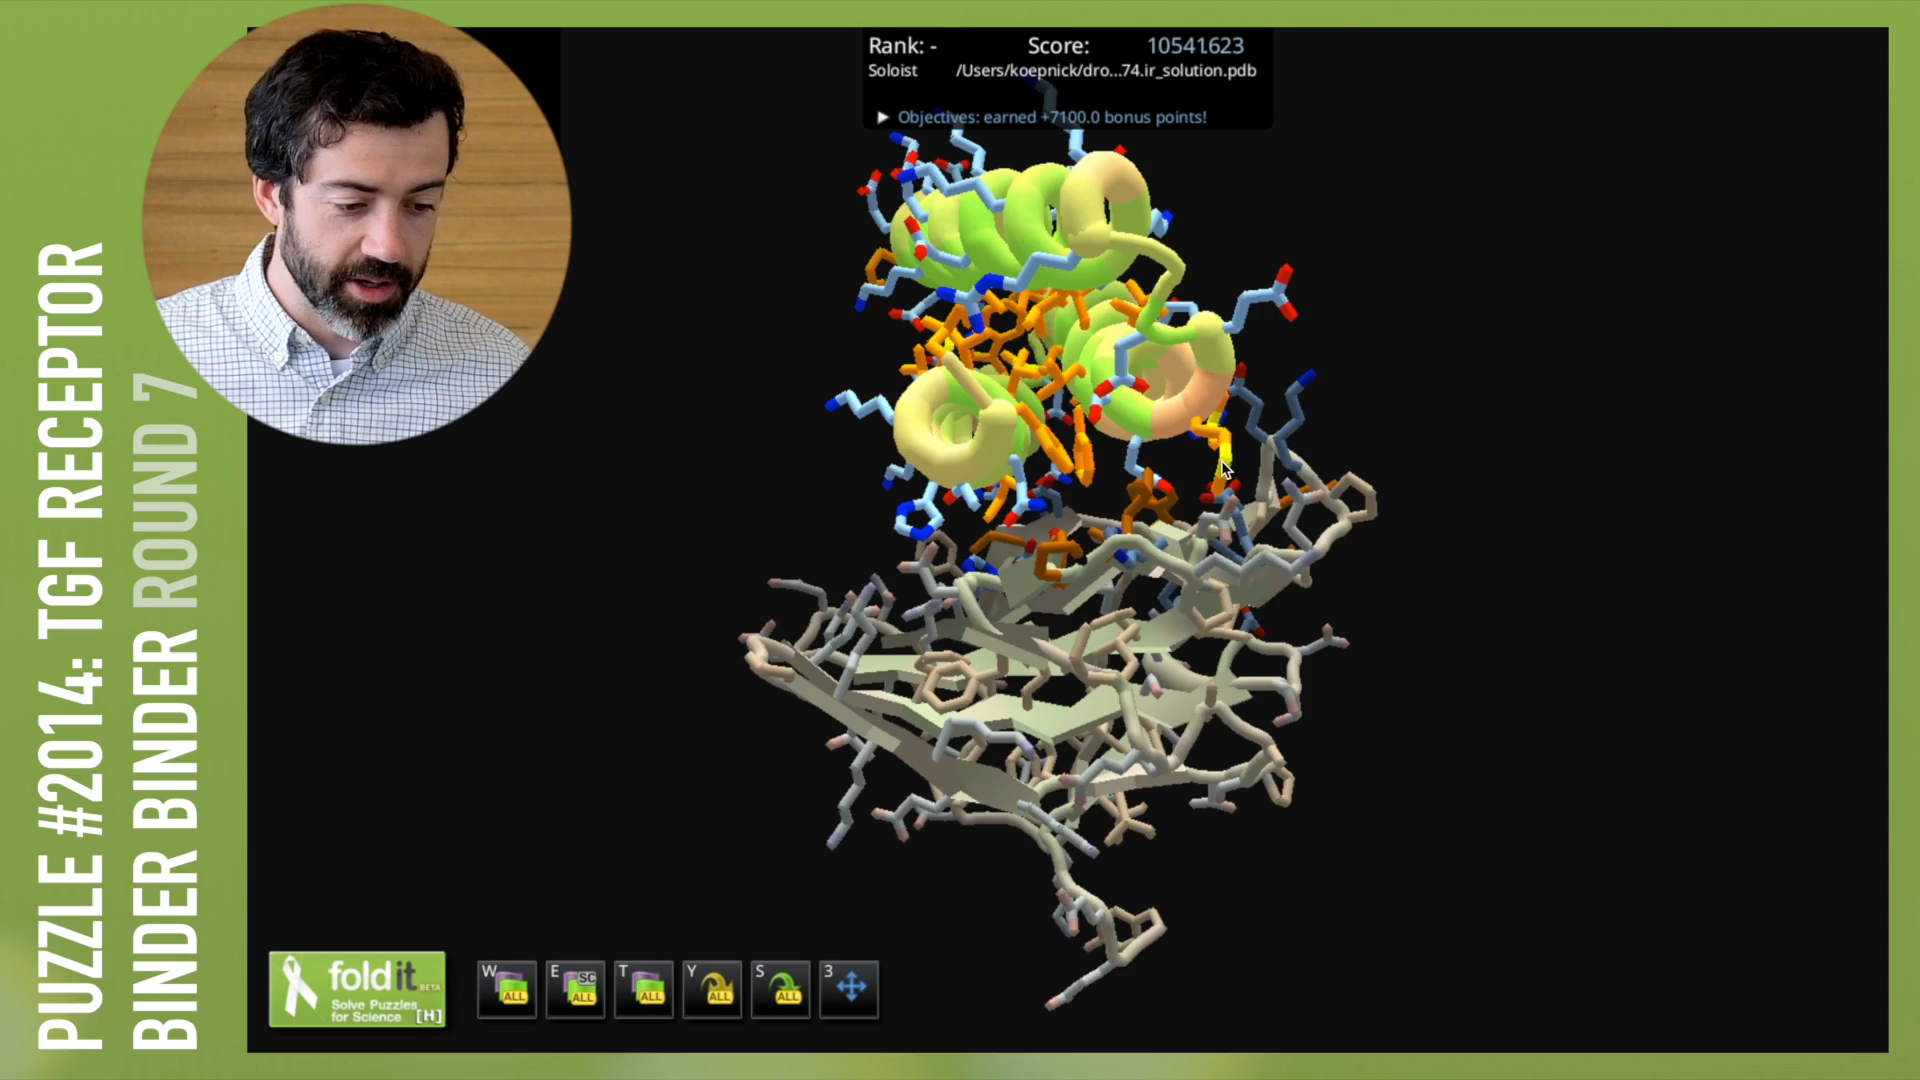 PUZZLE #2014: TGF RECEPTOR
BINDER BINDER ROUND 7
Rank: - Score: 10541.623
Soloist /Users/koepnick/dro...74.ir_solution.pdb
Objectives: earned +7100.0 bonus points!
foldit BETA
Solve Puzzles
for Science [H]
W ALL
E SC ALL
T ALL
Y ALL
S ALL
3